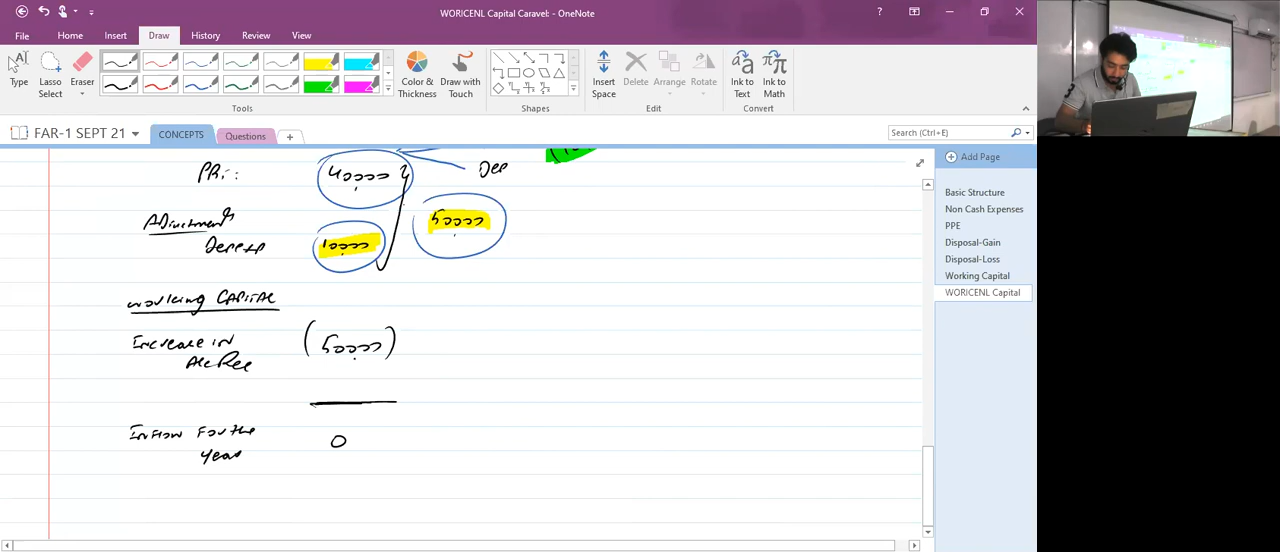 WORICENL Capital Caravel: - OneNote
File Home Insert Draw History Review View
Type
Lasso Select
Eraser
Color & Thickness
Draw with Touch
Insert Space
Delete
Arrange
Rotate
Ink to Text
Ink to Math
Tools
Shapes
Edit
Convert
FAR-1 SEPT 21
CONCEPTS
Questions
Search (Ctrl+E)
Add Page
Basic Structure
Non Cash Expenses
PPE
Disposal-Gain
Disposal-Loss
Working Capital
WORICENL Capital
40000
Dep
Adjustment
50000
10000
Working CAPITAL
Increase in
(50000)
Acc Rec
Inflow For the
0
Year